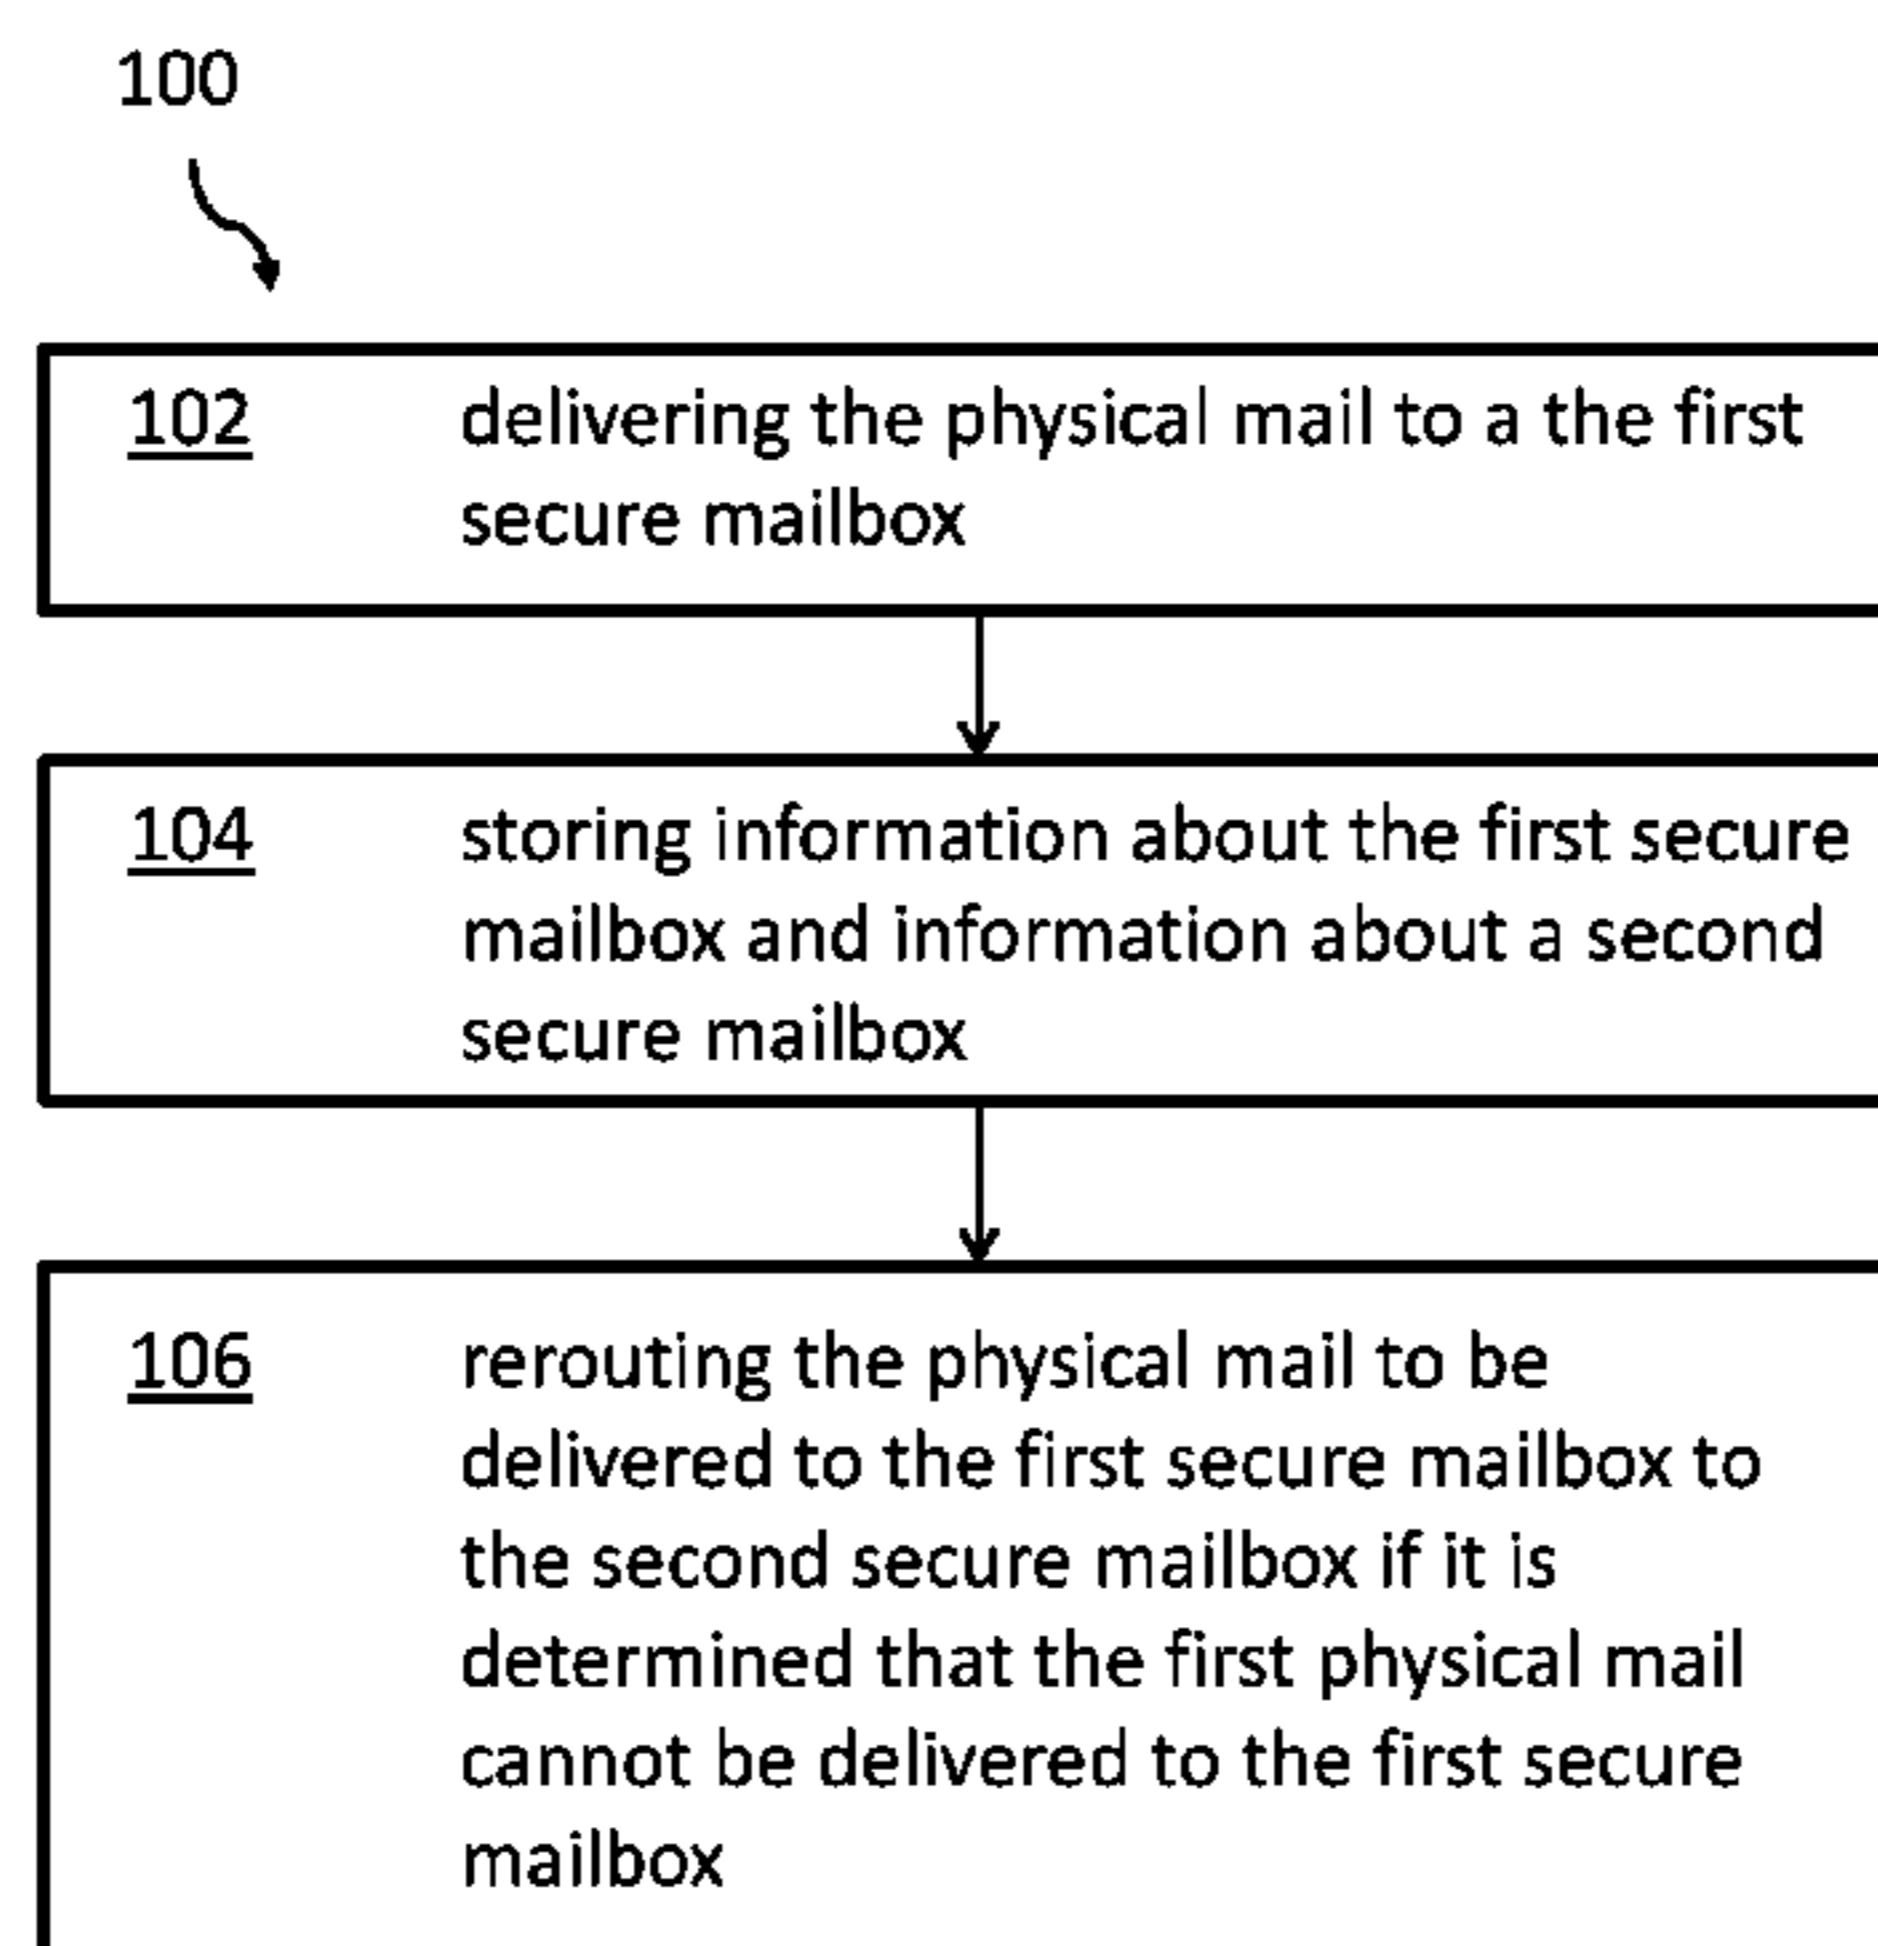 100
102 delivering the physical mail to a the first
secure mailbox
104 storing information about the first secure
mailbox and information about a second
secure mailbox
106 rerouting the physical mail to be
delivered to the first secure mailbox to
the second secure mailbox if it is
determined that the first physical mail
cannot be delivered to the first secure
mailbox